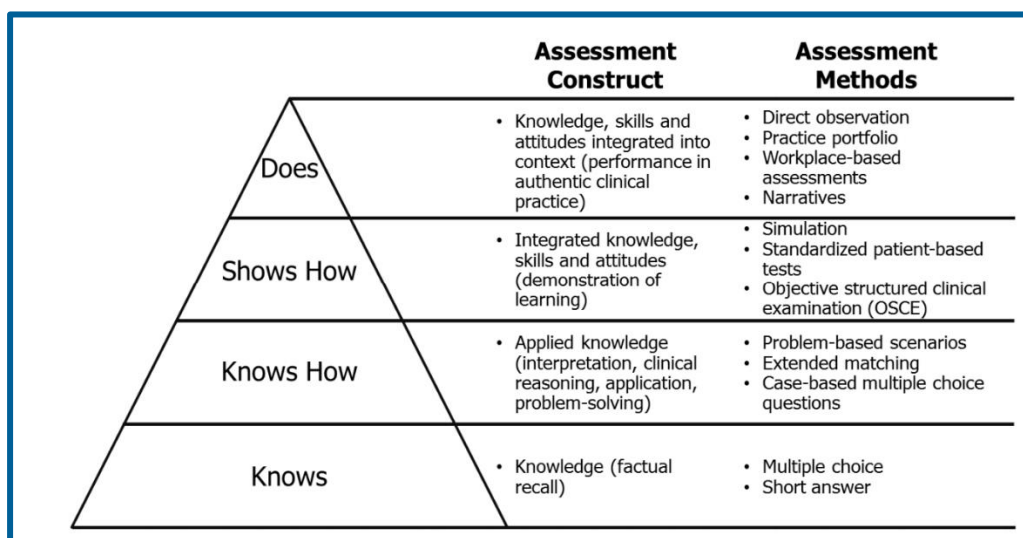 Assessment
Construct
Assessment
Methods
Does
• Knowledge, skills and
attitudes integrated into
context (performance in
authentic clinical
practice)
• Direct observation
• Practice portfolio
• Workplace-based
assessments
• Narratives
Shows How
• Integrated knowledge,
skills and attitudes
(demonstration of
learning)
• Simulation
• Standardized patient-based
tests
• Objective structured clinical
examination (OSCE)
Knows How
• Applied knowledge
(interpretation, clinical
reasoning, application,
problem-solving)
• Problem-based scenarios
• Extended matching
• Case-based multiple choice
questions
Knows
• Knowledge (factual
recall)
• Multiple choice
• Short answer